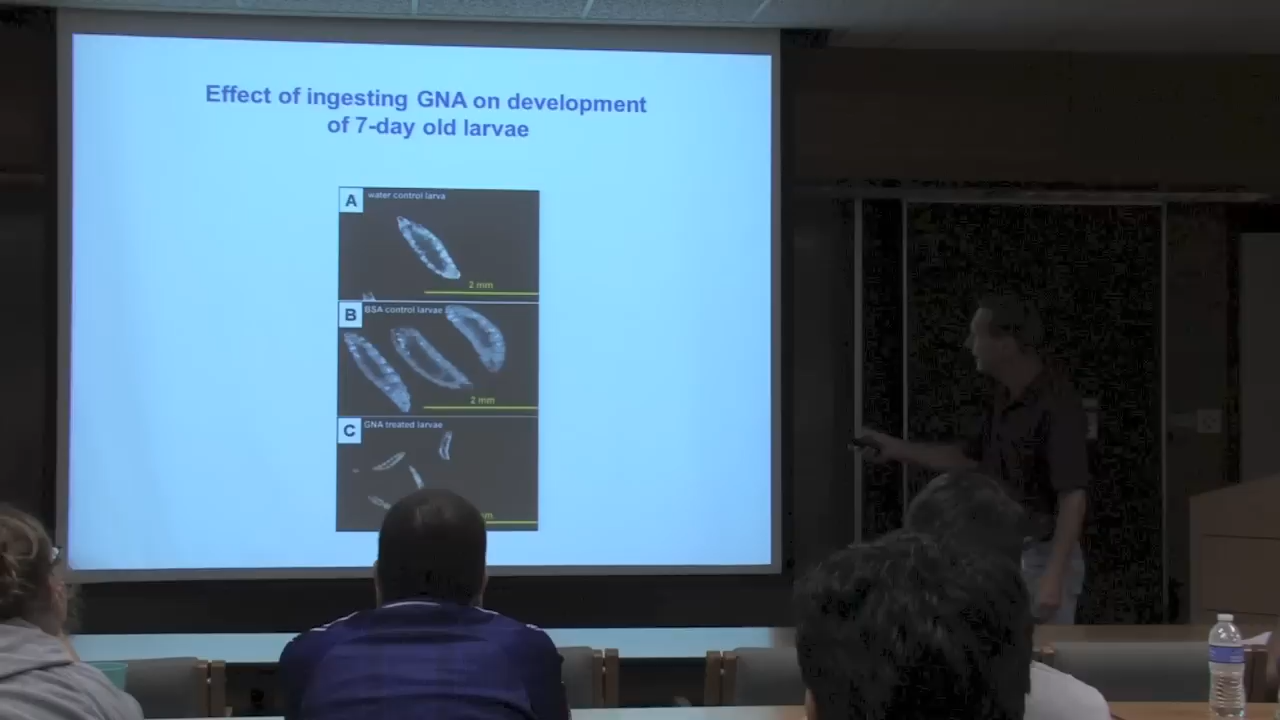 Effect of ingesting GNA on development
of 7-day old larvae
A
water control larva
2 mm
B
BSA control larvae
2 mm
C
GNA treated larvae
mm